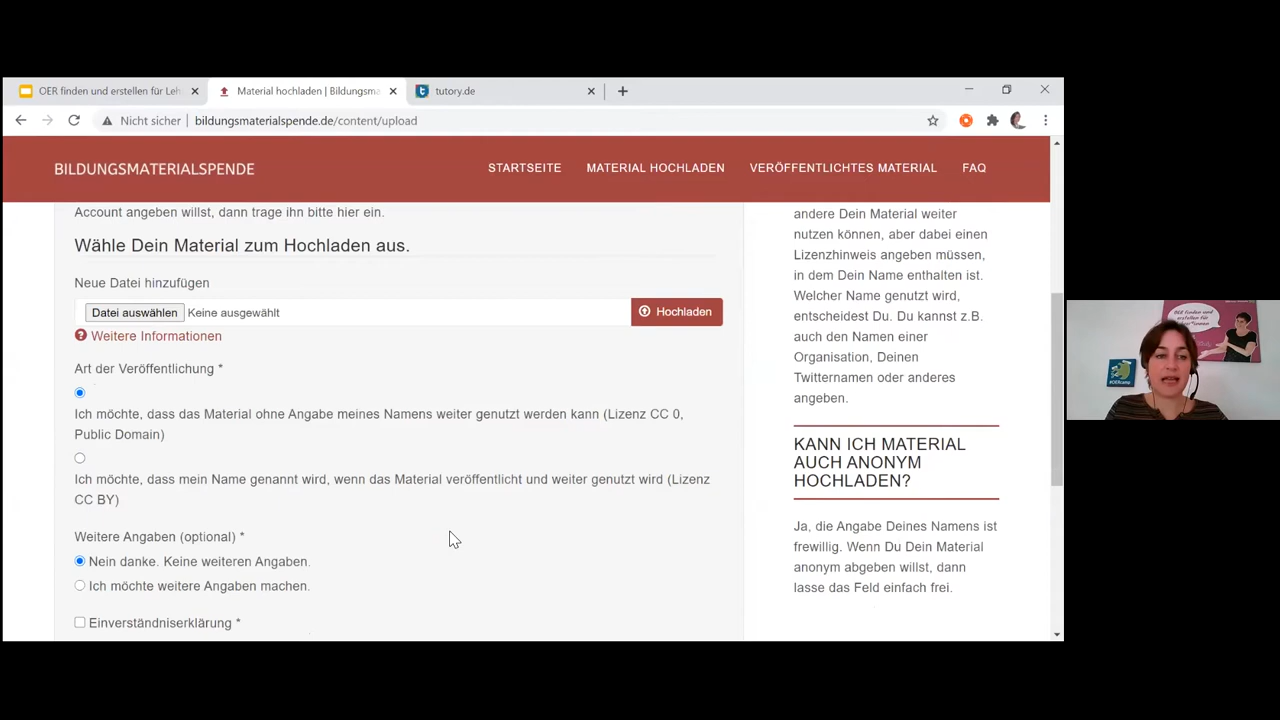 OER finden und erstellen für Leh
Material hochladen | Bildungsma
tutory.de
Nicht sicher | bildungsmaterialspende.de/content/upload
BILDUNGSMATERIALSPENDE
STARTSEITE
MATERIAL HOCHLADEN
VERÖFFENTLICHTES MATERIAL
FAQ
Account angeben willst, dann trage ihn bitte hier ein.
Wähle Dein Material zum Hochladen aus.
Neue Datei hinzufügen
Datei auswählen Keine ausgewählt
Hochladen
Weitere Informationen
Art der Veröffentlichung *
Ich möchte, dass das Material ohne Angabe meines Namens weiter genutzt werden kann (Lizenz CC 0,
Public Domain)
Ich möchte, dass mein Name genannt wird, wenn das Material veröffentlicht und weiter genutzt wird (Lizenz
CC BY)
Weitere Angaben (optional) *
Nein danke. Keine weiteren Angaben.
Ich möchte weitere Angaben machen.
Einverständniserklärung *
andere Dein Material weiter
nutzen können, aber dabei einen
Lizenzhinweis angeben müssen,
in dem Dein Name enthalten ist.
Welcher Name genutzt wird,
entscheidest Du. Du kannst z.B.
auch den Namen einer
Organisation, Deinen
Twitternamen oder anderes
angeben.
KANN ICH MATERIAL
AUCH ANONYM
HOCHLADEN?
Ja, die Angabe Deines Namens ist
freiwillig. Wenn Du Dein Material
anonym abgeben willst, dann
lasse das Feld einfach frei.
OER finden und
erstellen für
#OERcamp